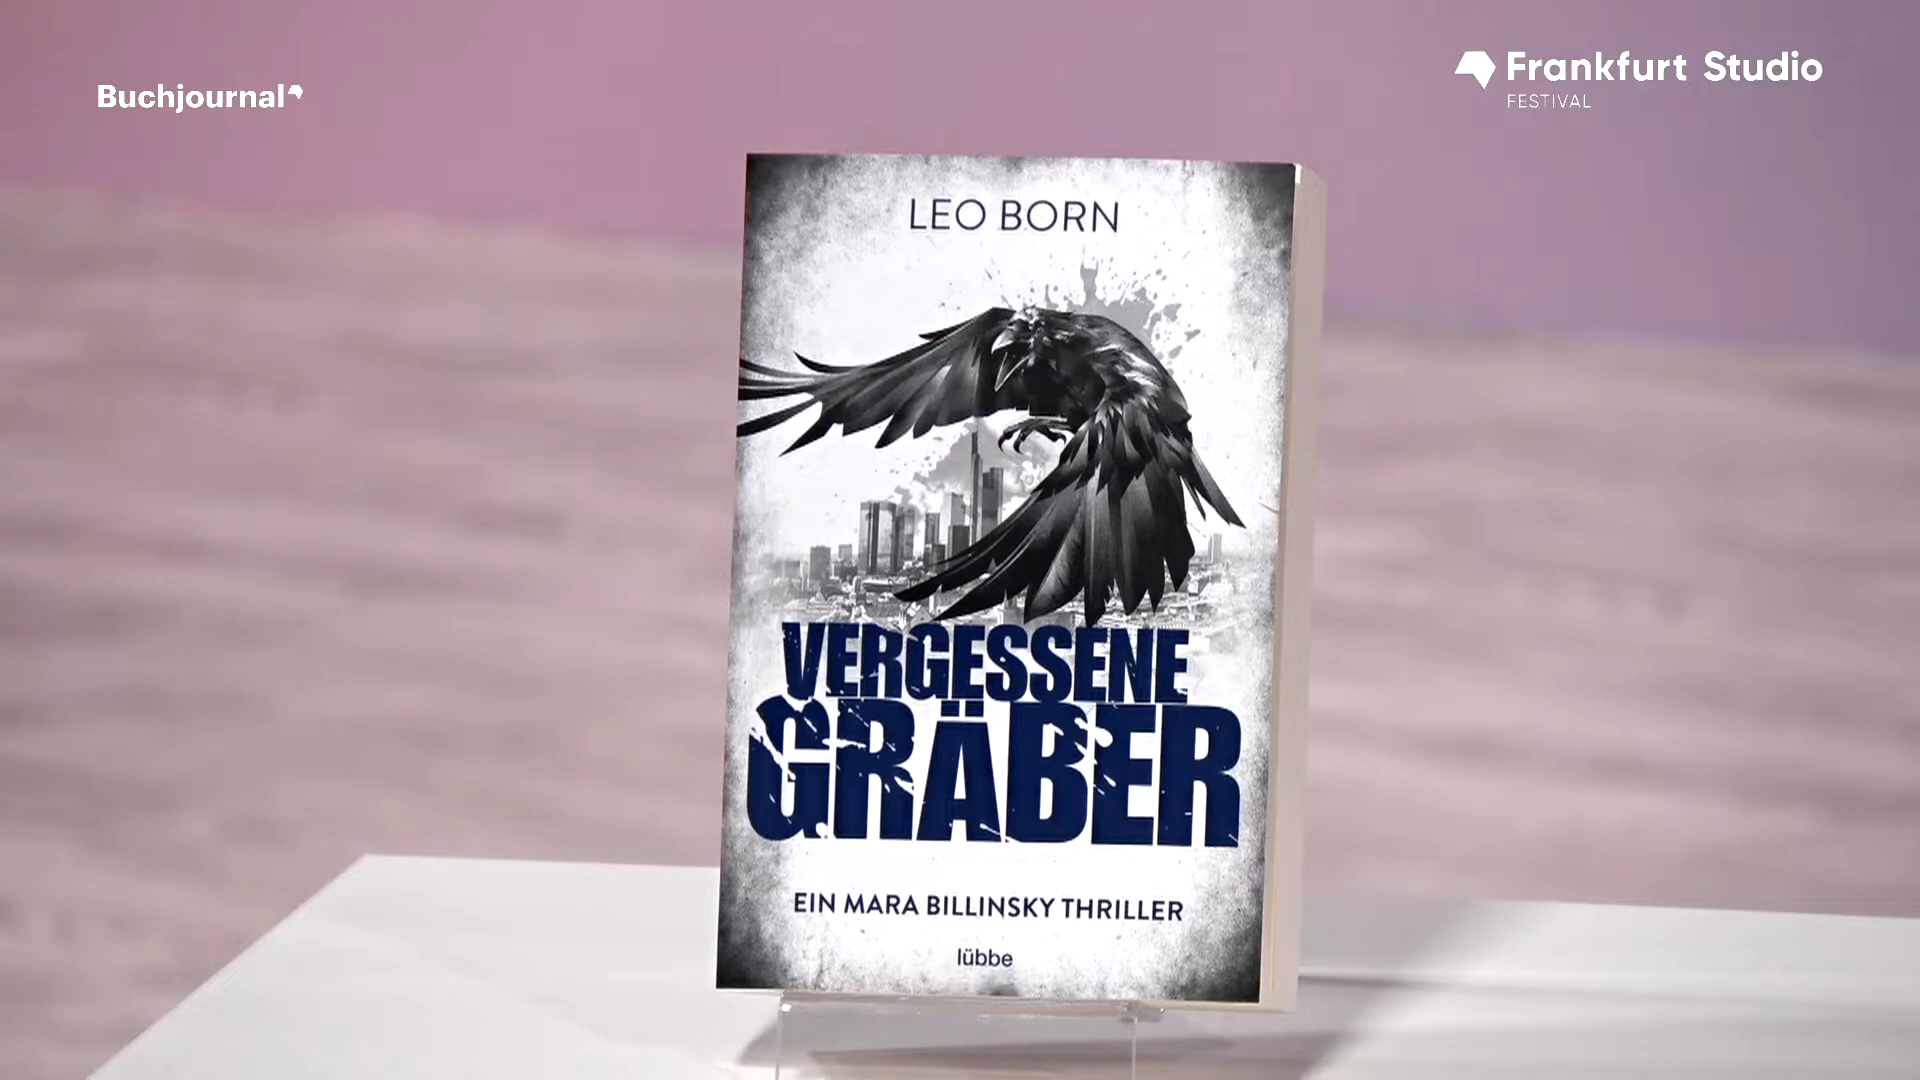 Buchjournal
Frankfurt Studio
FESTIVAL
LEO BORN
VERGESSENE
GRÄBER
EIN MARA BILLINSKY THRILLER
lübbe